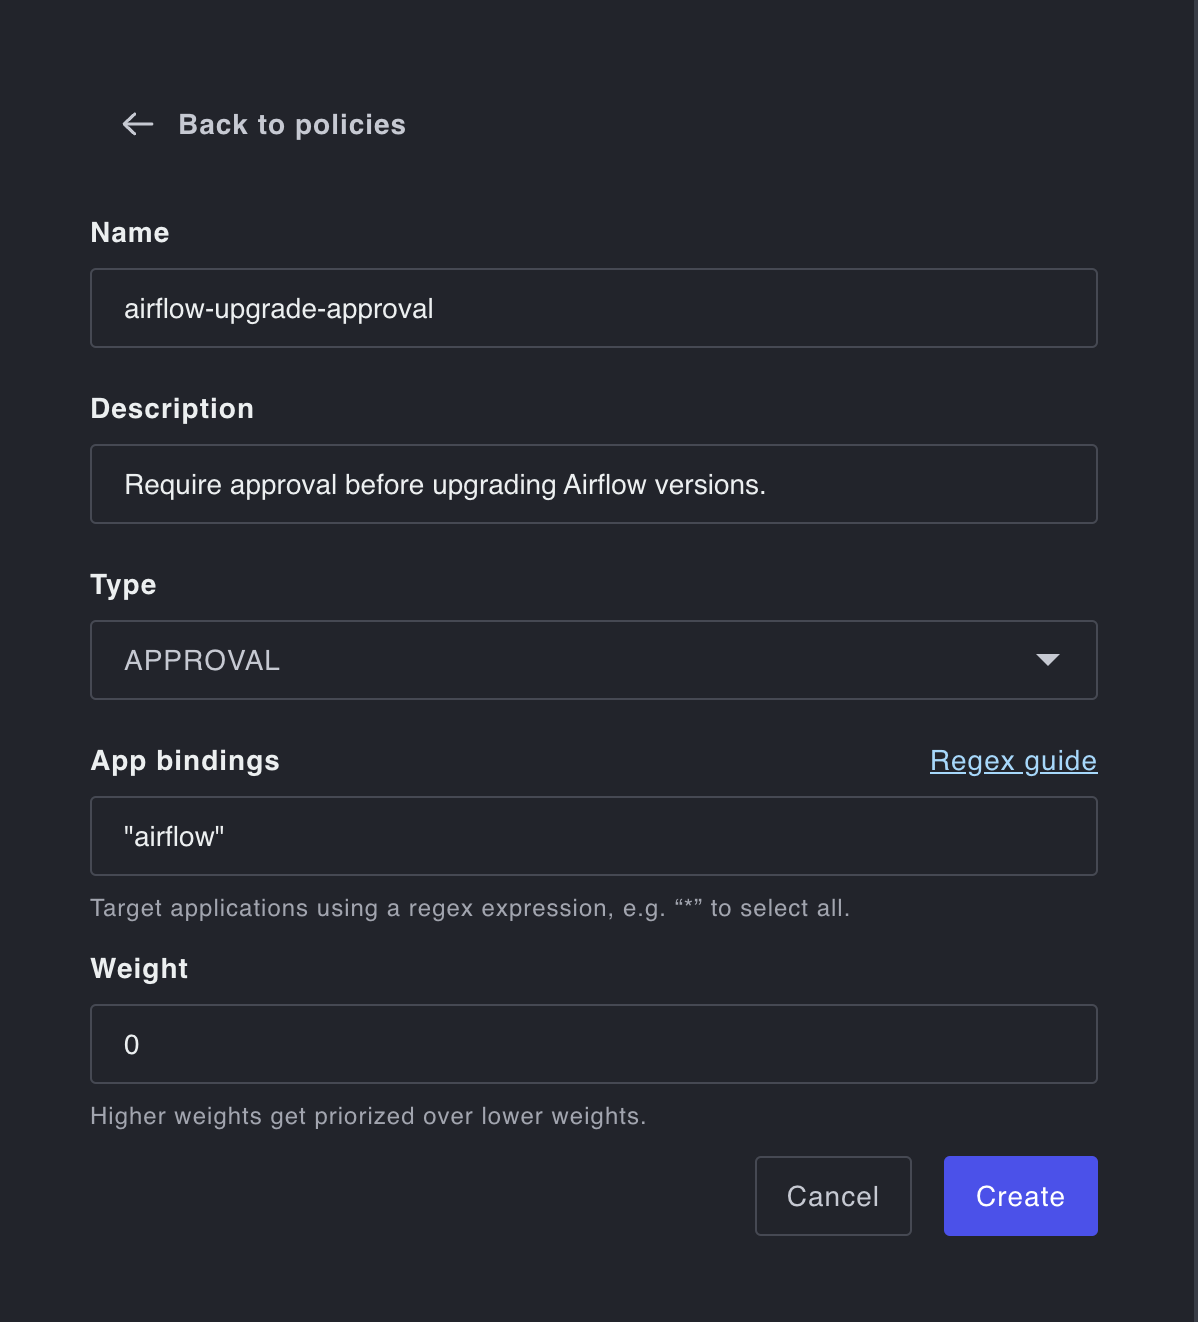 Back to policies
Name
airflow-upgrade-approval
Description
Require approval before upgrading Airflow versions.
Type
APPROVAL
App bindings
Regex guide
"airflow"
Target applications using a regex expression, e.g. “*” to select all.
Weight
0
Higher weights get priorized over lower weights.
Cancel
Create